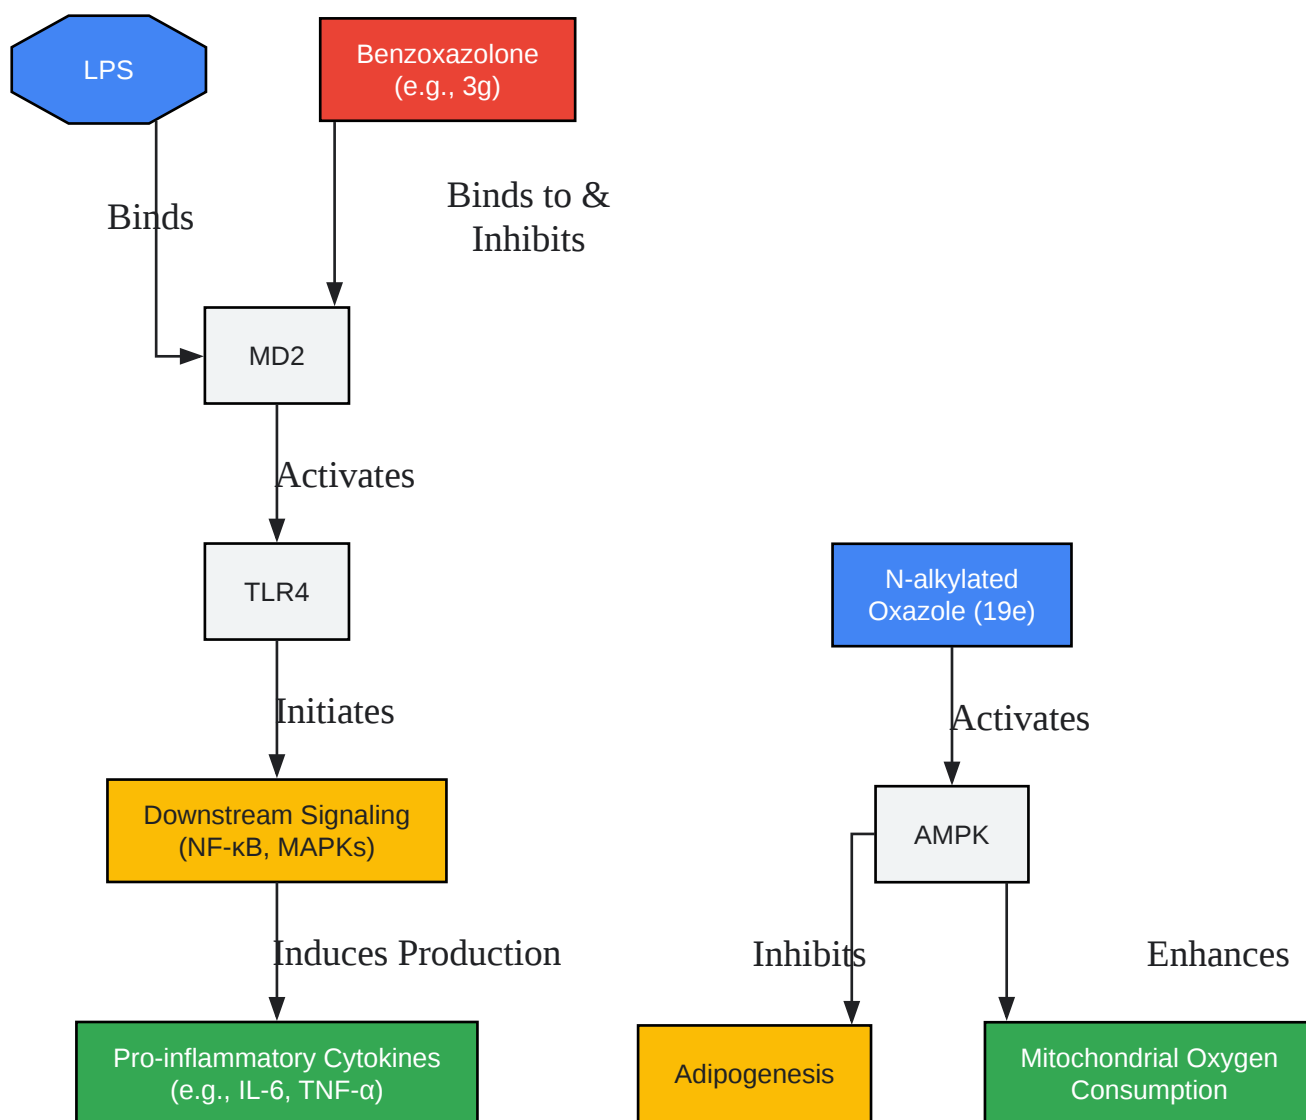 LPS
Benzoxazolone
(e.g., 3g)
Binds
Binds to &
Inhibits
MD2
Activates
TLR4
Initiates
Downstream Signaling
(NF-κB, MAPKs)
Induces Production
Pro-inflammatory Cytokines
(e.g., IL-6, TNF-α)
N-alkylated
Oxazole (19e)
Activates
AMPK
Inhibits
Enhances
Adipogenesis
Mitochondrial Oxygen
Consumption